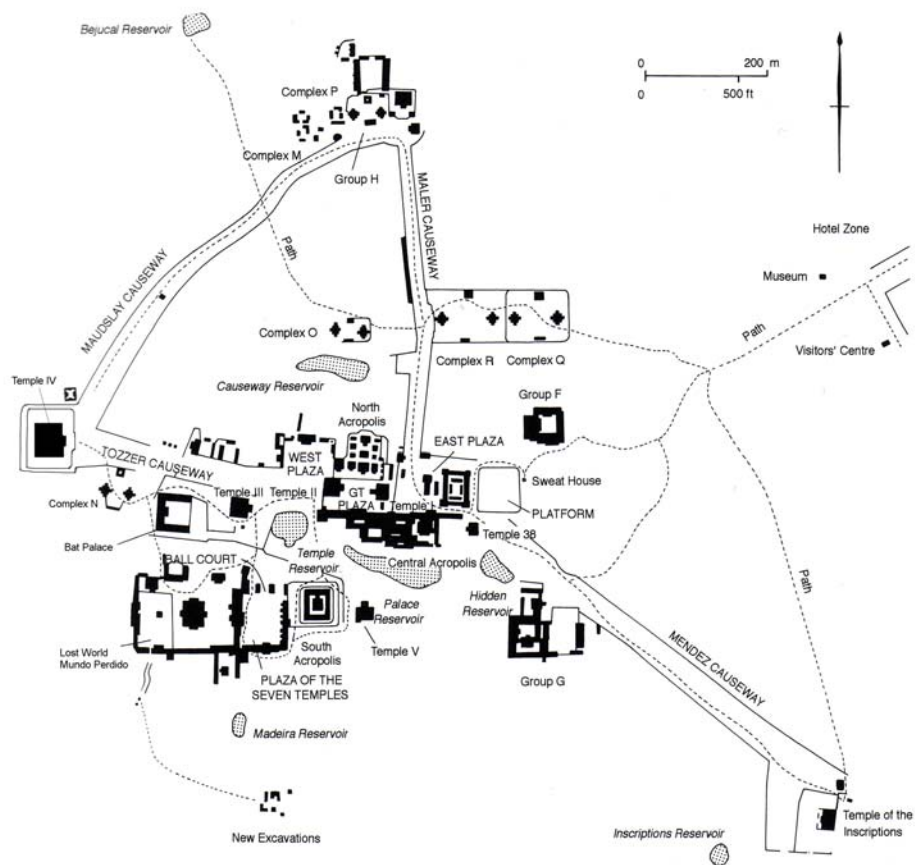 Bejucal Reservoir
0 200 m
0 500 ft
Complex P
Complex M
Group H
MALER CAUSEWAY
MAUDSLAY CAUSEWAY
Path
Hotel Zone
Museum
Path
Visitors' Centre
Complex O
Complex R
Complex Q
Causeway Reservoir
Temple IV
Group F
North
Acropolis
EAST PLAZA
WEST
PLAZA
TOZZER CAUSEWAY
Sweat House
Complex N
Temple III
Temple II
GT
PLAZA
Temple I
PLATFORM
Temple 38
Bat Palace
BALL COURT
Temple
Reservoir
Central Acropolis
Hidden
Reservoir
Palace
Reservoir
Path
Lost World
Mundo Perdido
South
Acropolis
Temple V
PLAZA OF THE
SEVEN TEMPLES
Group G
MENDEZ CAUSEWAY
Madeira Reservoir
New Excavations
Inscriptions Reservoir
Temple of the
Inscriptions